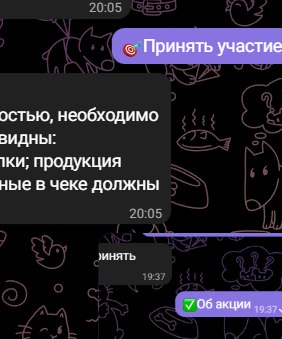 20:05
🎯 Принять участие
остью, необходимо
видны:
лки; продукция
ные в чеке должны
20:05
ринять
19:37
✅Об акции 19:37